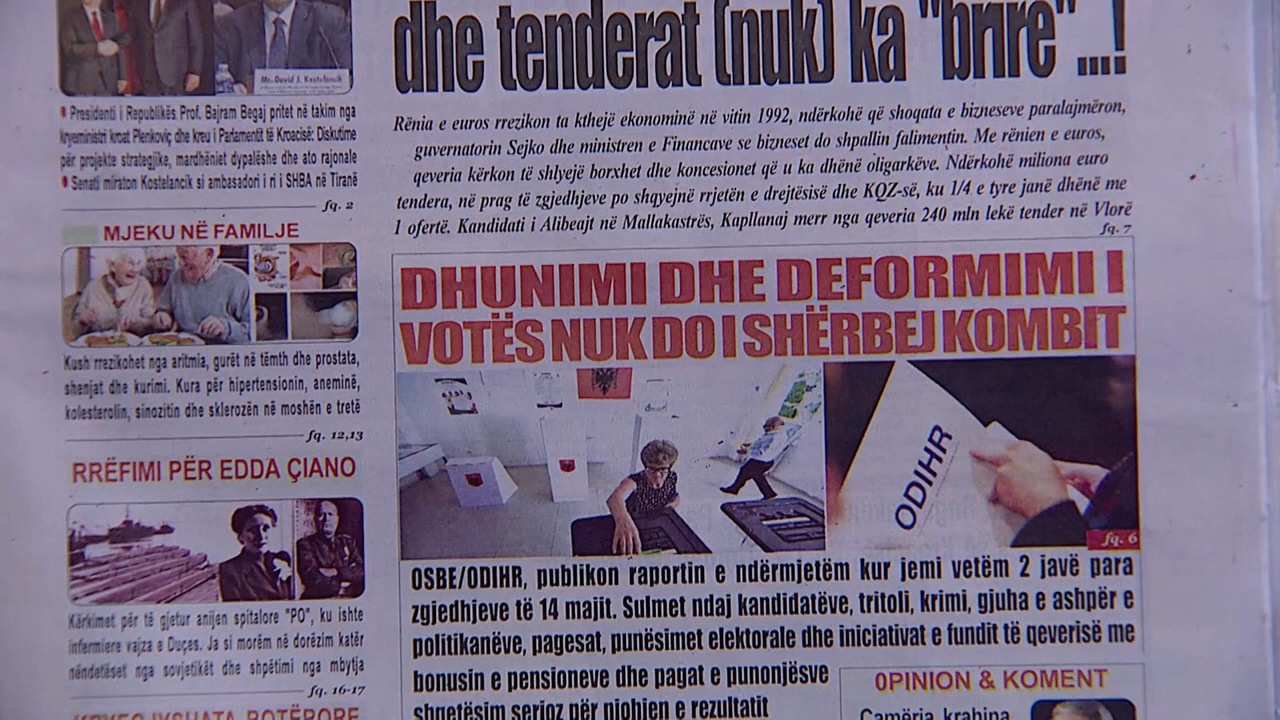 Mr. David J. Kostelancik
Presidenti i Republikës Prof. Bajram Begaj pritet në takim nga
kryeministri kroat Plenkoviç dhe kreu i Parlamentit të Kroacisë: Diskutime
për projekte strategjike, mardhëniet dypalëshe dhe ato rajonale
Senati miraton Kostelancik si ambasadori i ri i SHBA në Tiranë
fq. 2
MJEKU NË FAMILJE
Kush rrezikohet nga aritmia, gurët në tëmth dhe prostata,
shenjat dhe kurimi. Kura për hipertensionin, aneminë,
kolesterolin, sinozitin dhe sklerozën në moshën e tretë
fq. 12,13
RRËFIMI PËR EDDA ÇIANO
Kërkimet për të gjetur anijen spitalore "PO", ku ishte
infermiere vajza e Duçes. Ja si morëm në dorëzim katër
nëndetëset nga sovjetikët dhe shpëtimi nga mbytja
fq. 16-17
dhe tenderat (nuk) ka "brirë"...!
Rënia e euros rrezikon ta kthejë ekonominë në vitin 1992, ndërkohë që shoqata e bizneseve paralajmëron,
guvernatorin Sejko dhe ministren e Financave se bizneset do shpallin falimentin. Me rënien e euros,
qeveria kërkon të shlyejë borxhet dhe koncesionet që u ka dhënë oligarkëve. Ndërkohë miliona euro
tendera, në prag të zgjedhjeve po shqyejnë rrjetën e drejtësisë dhe KQZ-së, ku 1/4 e tyre janë dhënë me
1 ofertë. Kandidati i Alibeajt në Mallakastrës, Kapllanaj merr nga qeveria 240 mln lekë tender në Vlorë
fq. 7
DHUNIMI DHE DEFORMIMI I
VOTËS NUK DO I SHËRBEJ KOMBIT
ODIHR
fq. 6
OSBE/ODIHR, publikon raportin e ndërmjetëm kur jemi vetëm 2 javë para
zgjedhjeve të 14 majit. Sulmet ndaj kandidatëve, tritoli, krimi, gjuha e ashpër e
politikanëve, pagesat, punësimet elektorale dhe iniciativat e fundit të qeverisë me
bonusin e pensioneve dhe pagat e punonjësve
shqetësim serioz për njohjen e rezultatit
OPINION & KOMENT
Çamëria, krahina